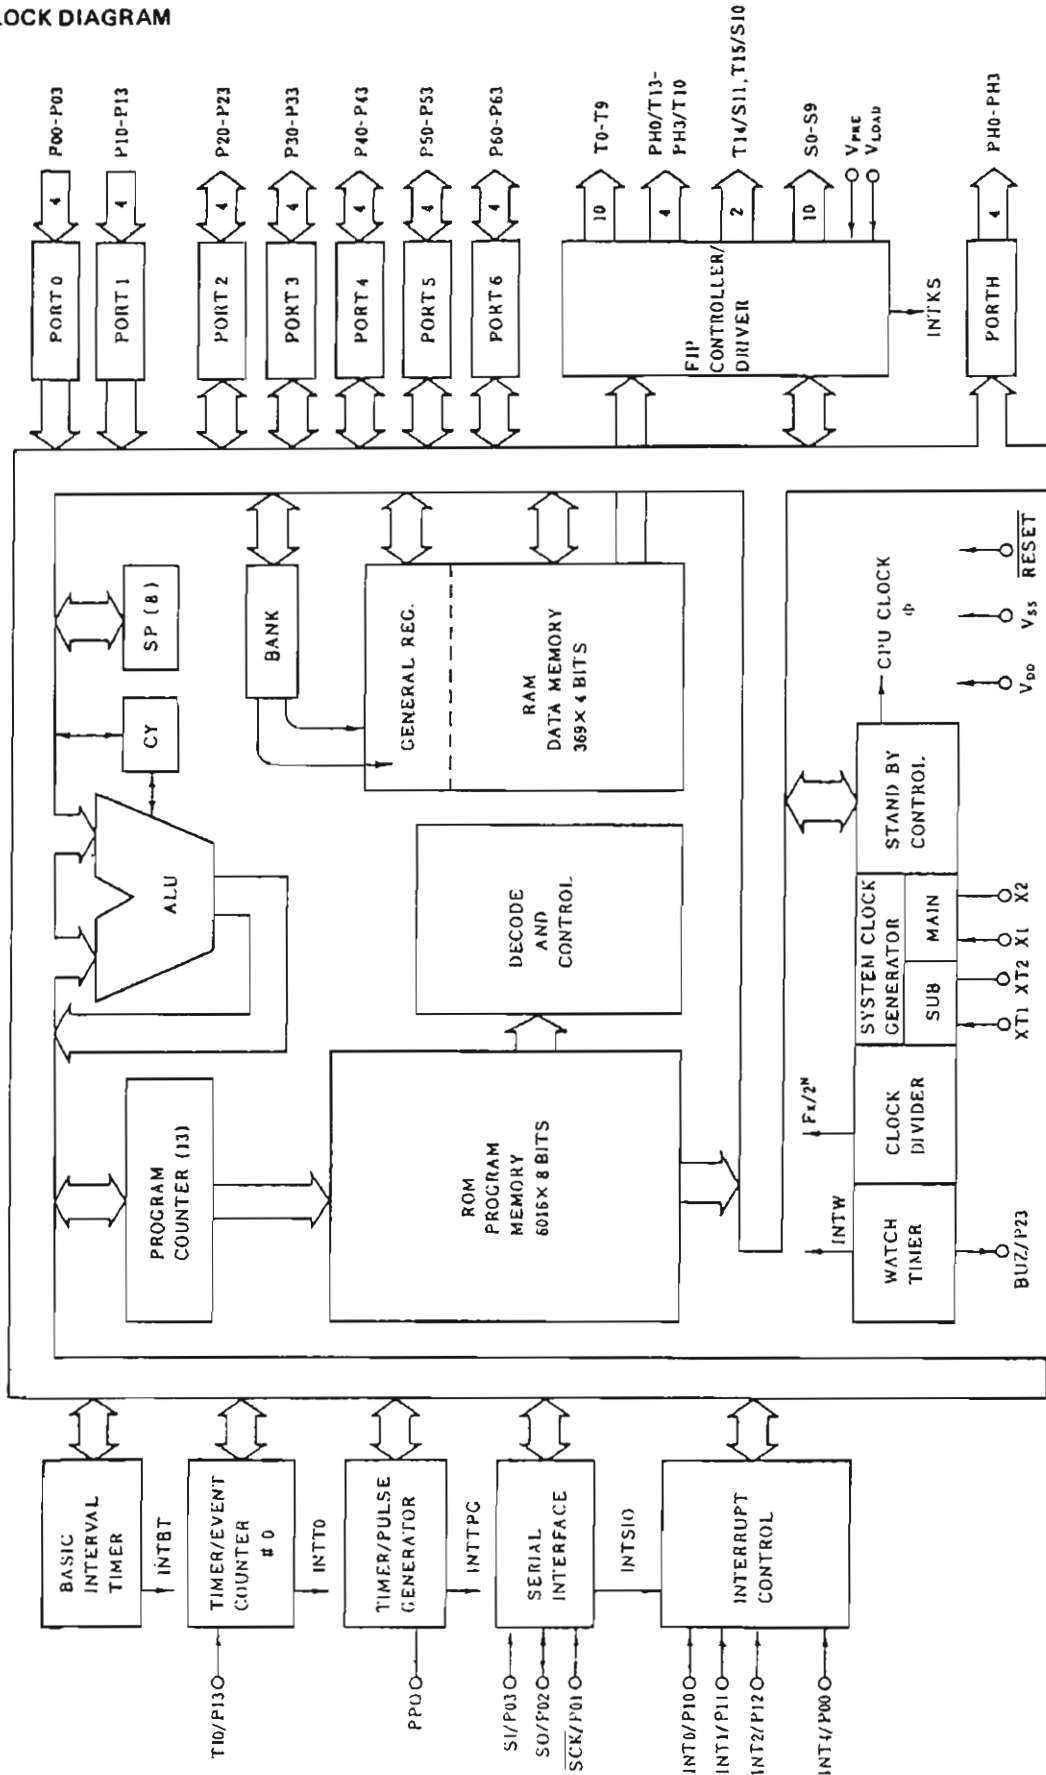 LOCK DIAGRAM
P00-P03
P10-P13
P20-P23
P30-P33
P40-P43
P50-P53
P60-P63
T0-T9
PH0/T13-
PH3/T10
T14/S11, T15/S10
S0-S9
VPRE
VLOAD
PH0-PH3
4
4
4
4
4
4
4
10
4
2
10
4
PORT 0
PORT 1
PORT 2
PORT 3
PORT 4
PORT 5
PORT 6
FIP
CONTROLLER/
DRIVER
INTKS
PORTH
SP (8)
CY
ALU
BANK
GENERAL REG.
RAM
DATA MEMORY
369 × 4 BITS
DECODE
AND
CONTROL
PROGRAM
COUNTER (13)
ROM
PROGRAM
MEMORY
6016 × 8 BITS
CPU CLOCK
Φ
RESET
VSS
VDD
STAND BY
CONTROL
SYSTEM CLOCK
GENERATOR
MAIN
SUB
X2
X1
XT2
XT1
CLOCK
DIVIDER
Fx/2ᴺ
WATCH
TIMER
INTW
BUZ/P23
BASIC
INTERVAL
TIMER
INTBT
TIMER/EVENT
COUNTER
#0
INTT0
TIMER/PULSE
GENERATOR
INTTPG
SERIAL
INTERFACE
INTSIO
INTERRUPT
CONTROL
TI0/P13
PPO
SI/P03
SO/P02
SCK/P01
INT0/P10
INT1/P11
INT2/P12
INT4/P00